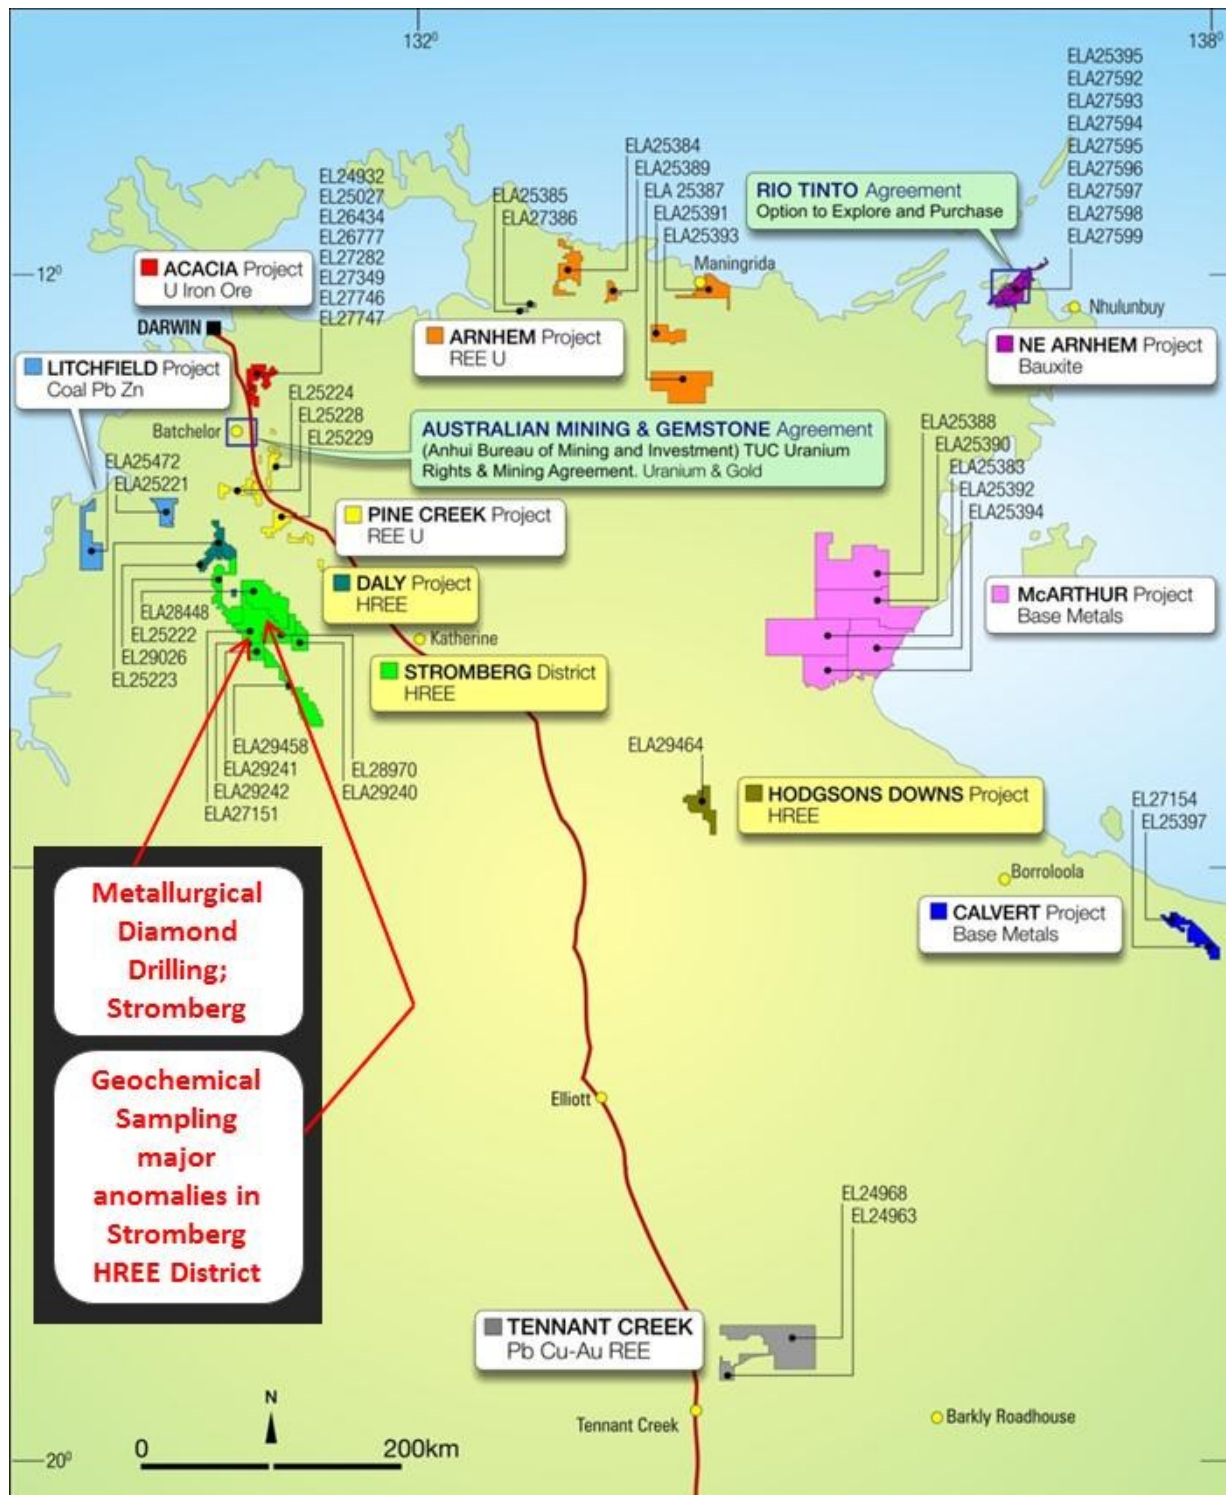 132⁰
138⁰
ELA25395
ELA27592
ELA27593
ELA27594
ELA27595
ELA27596
ELA27597
ELA27598
ELA27599
ELA25384
ELA25389
ELA 25387
ELA25391
ELA25393
ELA25385
ELA27386
EL24932
EL25027
EL26434
EL26777
EL27282
EL27349
EL27746
EL27747
RIO TINTO Agreement
Option to Explore and Purchase
12⁰
ACACIA Project
U Iron Ore
Maningrida
Nhulunbuy
DARWIN
ARNHEM Project
REE U
NE ARNHEM Project
Bauxite
LITCHFIELD Project
Coal Pb Zn
EL25224
EL25228
EL25229
Batchelor
AUSTRALIAN MINING & GEMSTONE Agreement
(Anhui Bureau of Mining and Investment) TUC Uranium
Rights & Mining Agreement. Uranium & Gold
ELA25388
ELA25390
ELA25383
ELA25392
ELA25394
ELA25472
ELA25221
PINE CREEK Project
REE U
DALY Project
HREE
McARTHUR Project
Base Metals
ELA28448
EL25222
EL29026
EL25223
Katherine
STROMBERG District
HREE
ELA29458
ELA29241
ELA29242
ELA27151
EL28970
ELA29240
ELA29464
HODGSONS DOWNS Project
HREE
EL27154
EL25397
Borroloola
CALVERT Project
Base Metals
Metallurgical
Diamond
Drilling;
Stromberg
Geochemical
Sampling
major
anomalies in
Stromberg
HREE District
Elliott
EL24968
EL24963
TENNANT CREEK
Pb Cu-Au REE
Tennant Creek
Barkly Roadhouse
N
0
200km
20⁰